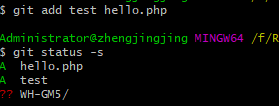 $ git add test hello.php
Administrator@zhengjingjing MINGW64 /f/R
$ git status -s
A  hello.php
A  test
?? WH-GM5/